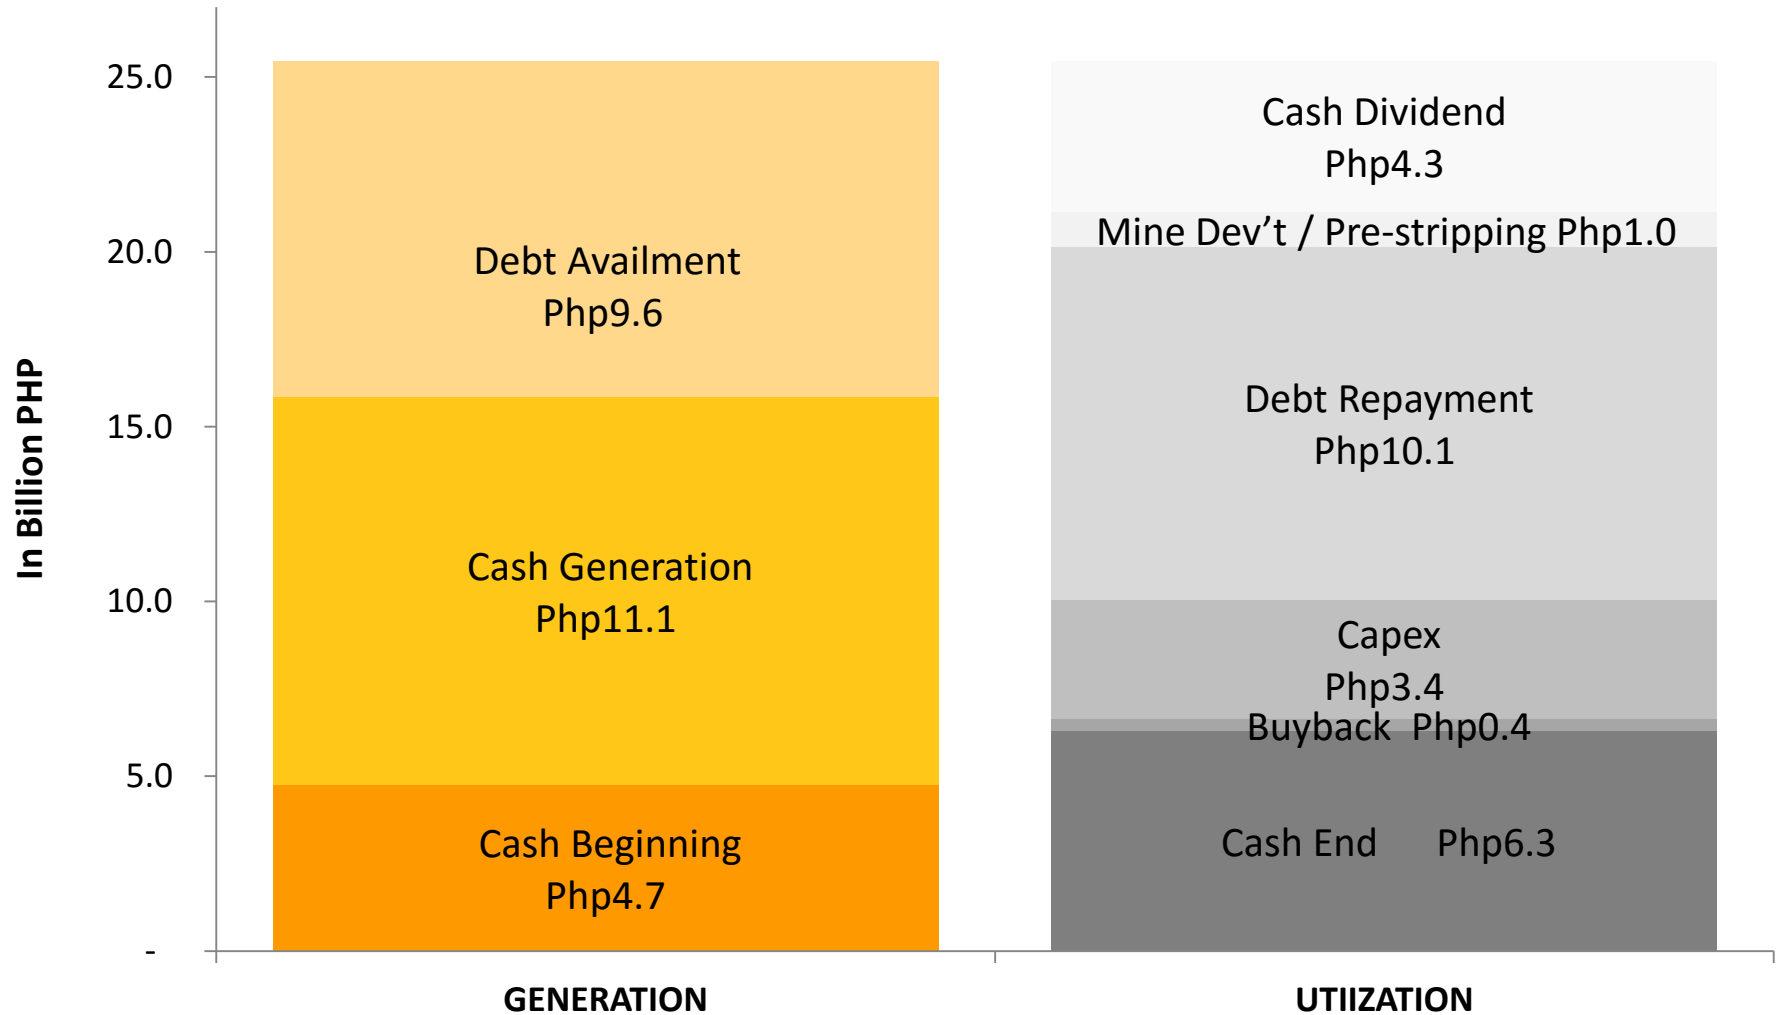 In Billion PHP
25.0
20.0
15.0
10.0
5.0
-
Debt Availment
Php9.6
Cash Generation
Php11.1
Cash Beginning
Php4.7
Cash Dividend
Php4.3
Mine Dev’t / Pre-stripping Php1.0
Debt Repayment
Php10.1
Capex
Php3.4
Buyback Php0.4
Cash End Php6.3
GENERATION
UTIIZATION